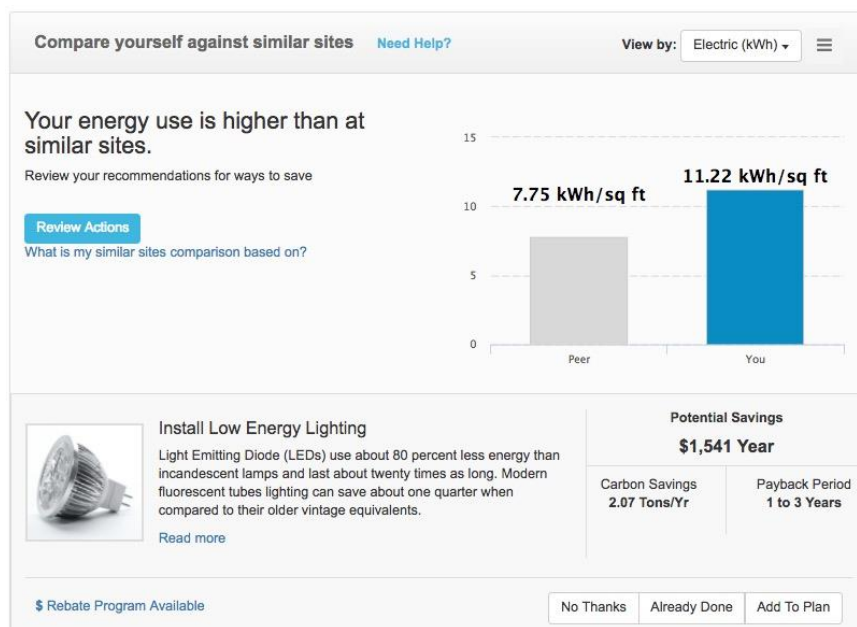 Compare yourself against similar sites Need Help? View by: Electric (kWh)
Your energy use is higher than at
similar sites.
Review your recommendations for ways to save
Review Actions
What is my similar sites comparison based on?
15
10
5
0
7.75 kWh/sq ft
11.22 kWh/sq ft
Peer
You
Install Low Energy Lighting
Light Emitting Diode (LEDs) use about 80 percent less energy than
incandescent lamps and last about twenty times as long. Modern
fluorescent tubes lighting can save about one quarter when
compared to their older vintage equivalents.
Read more
Potential Savings
$1,541 Year
Carbon Savings
2.07 Tons/Yr
Payback Period
1 to 3 Years
$ Rebate Program Available
No Thanks Already Done Add To Plan